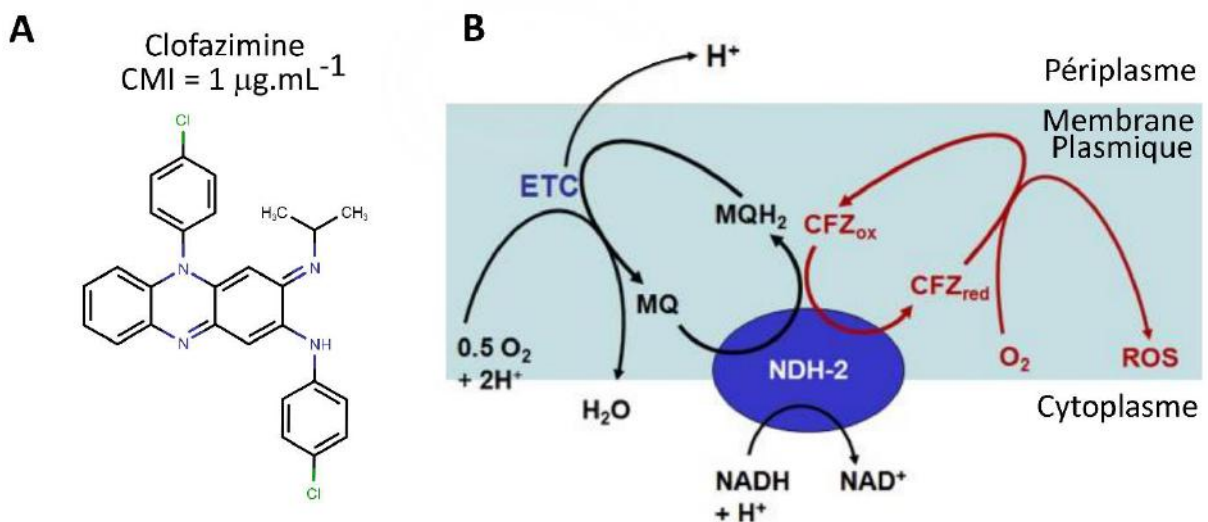 A
Clofazimine
CMI = 1 µg.mL⁻¹
Cl
H₃C
CH₃
N
N
N
NH
Cl
B
H⁺
Périplasme
Membrane
Plasmique
ETC
MQH₂
CFZox
MQ
CFZred
0.5 O₂
+ 2H⁺
H₂O
NDH-2
O₂
ROS
Cytoplasme
NADH
+ H⁺
NAD⁺